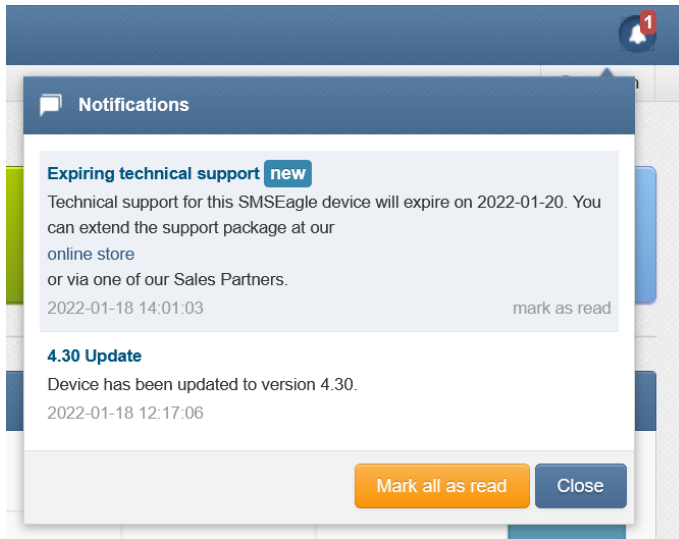 1
Notifications
Expiring technical support new
Technical support for this SMSEagle device will expire on 2022-01-20. You
can extend the support package at our
online store
or via one of our Sales Partners.
2022-01-18 14:01:03 mark as read
4.30 Update
Device has been updated to version 4.30.
2022-01-18 12:17:06
Mark all as read Close